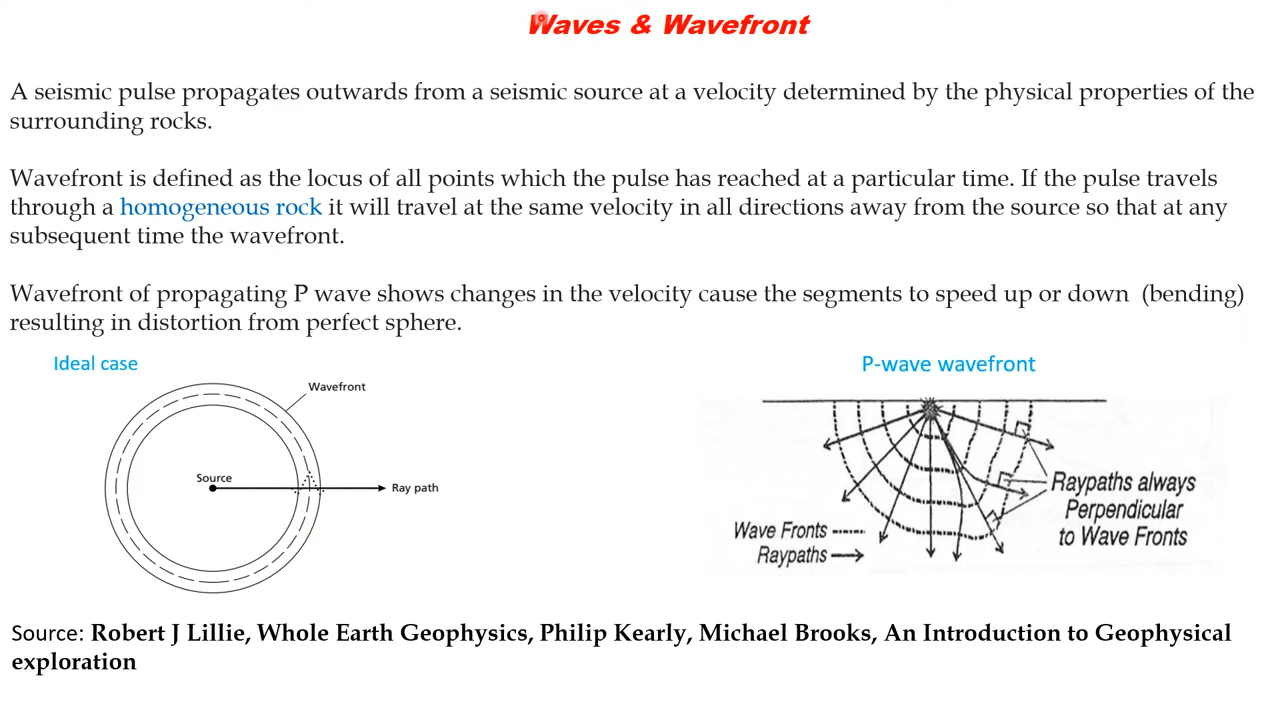 Waves & Wavefront
A seismic pulse propagates outwards from a seismic source at a velocity determined by the physical properties of the
surrounding rocks.
Wavefront is defined as the locus of all points which the pulse has reached at a particular time. If the pulse travels
through a homogeneous rock it will travel at the same velocity in all directions away from the source so that at any
subsequent time the wavefront.
Wavefront of propagating P wave shows changes in the velocity cause the segments to speed up or down (bending)
resulting in distortion from perfect sphere.
Ideal case
Wavefront
Source
Ray path
P-wave wavefront
Raypaths always
Perpendicular
to Wave Fronts
Wave Fronts
Raypaths
Source: Robert J Lillie, Whole Earth Geophysics, Philip Kearly, Michael Brooks, An Introduction to Geophysical
exploration